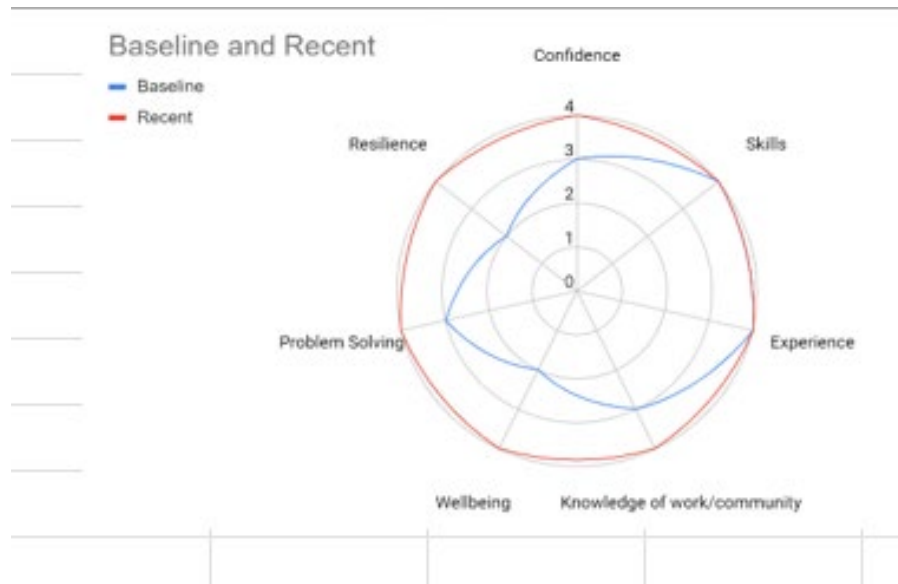 Baseline and Recent
Baseline
Recent
Confidence
Resilience
Skills
4
3
2
1
0
Problem Solving
Experience
Wellbeing
Knowledge of work/community